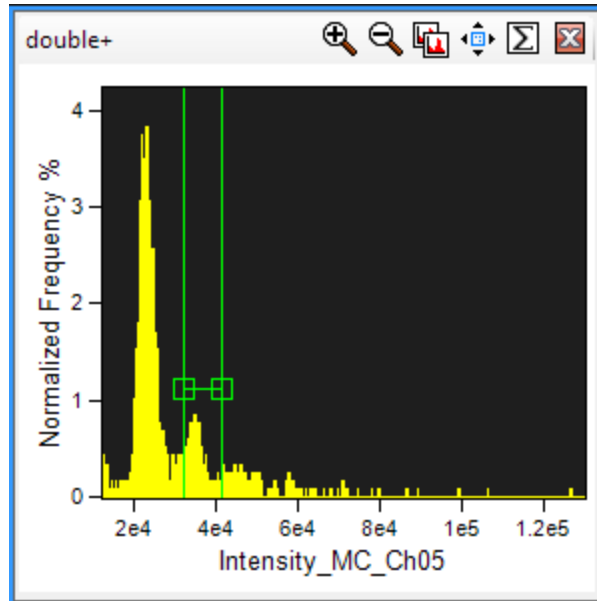 double+
Σ
Normalized Frequency %
4
3
2
1
0
2e4 4e4 6e4 8e4 1e5 1.2e5
Intensity_MC_Ch05